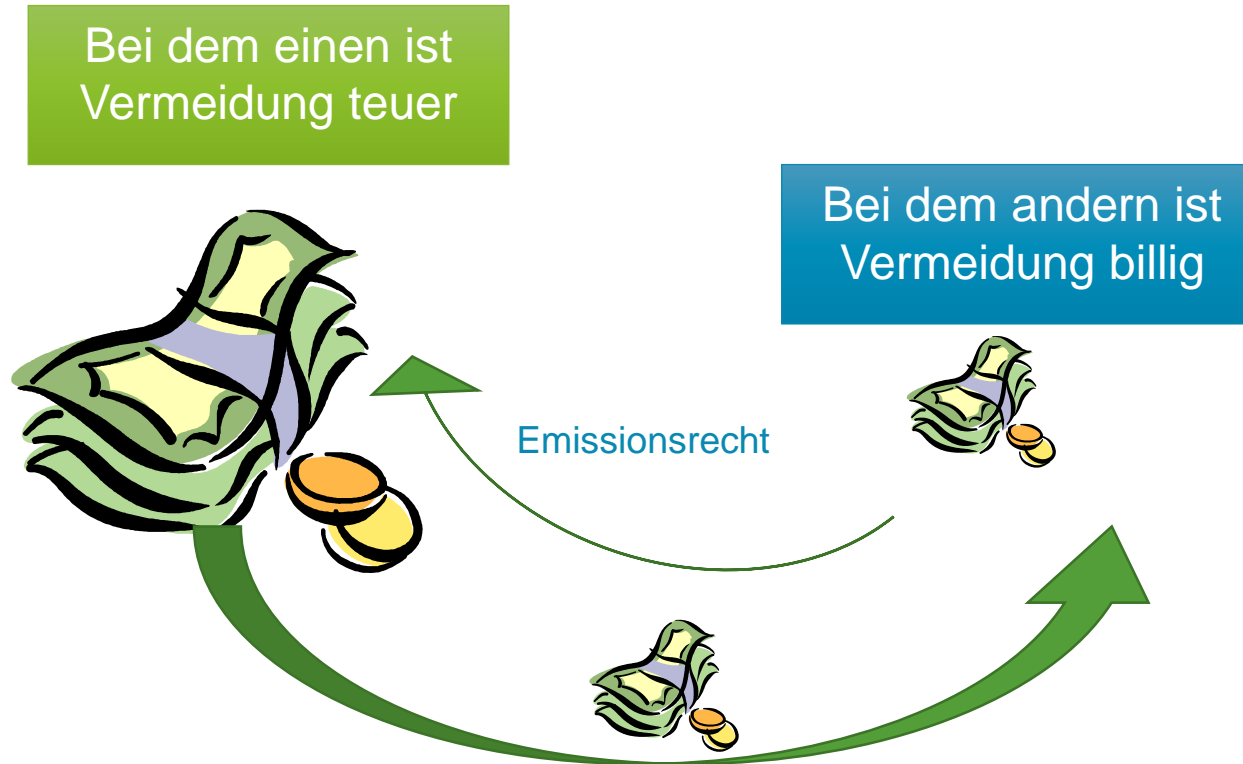 Bei dem einen ist
Vermeidung teuer
Bei dem andern ist
Vermeidung billig
Emissionsrecht